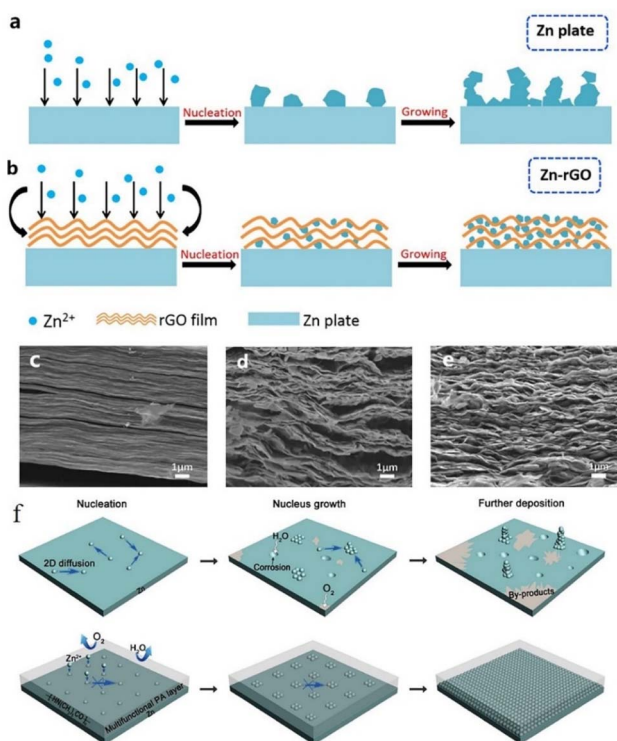 a
Zn plate
Nucleation
Growing
b
Zn-rGO
Nucleation
Growing
Zn²⁺
rGO film
Zn plate
c
1μm
d
1μm
e
1μm
f
Nucleation
Nucleus growth
Further deposition
2D diffusion
Zn
H₂O
Corrosion
O₂
By-products
O₂
H₂O
Zn²⁺
Multifunctional PA layer
Zn